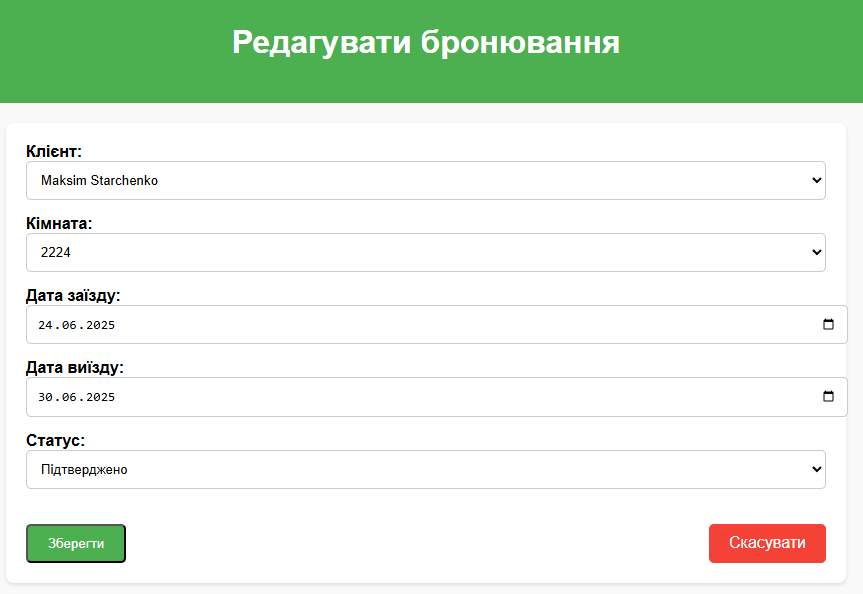 Редагувати бронювання
Клієнт:
Maksim Starchenko
Кімната:
2224
Дата заїзду:
24.06.2025
Дата виїзду:
30.06.2025
Статус:
Підтверджено
Зберегти
Скасувати